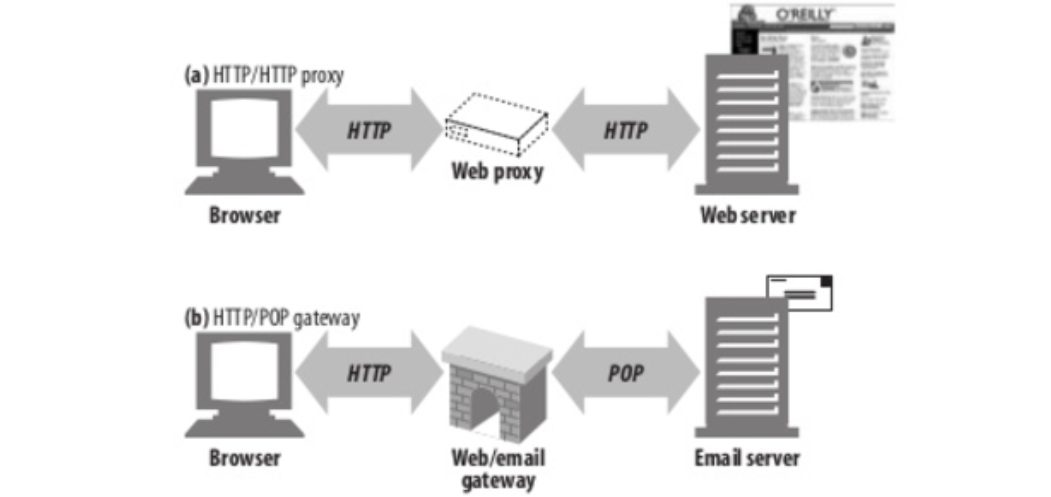 O'REILLY
(a) HTTP/HTTP proxy
HTTP
HTTP
Web proxy
Browser
Web server
(b) HTTP/POP gateway
HTTP
POP
Browser
Web/email
gateway
Email server